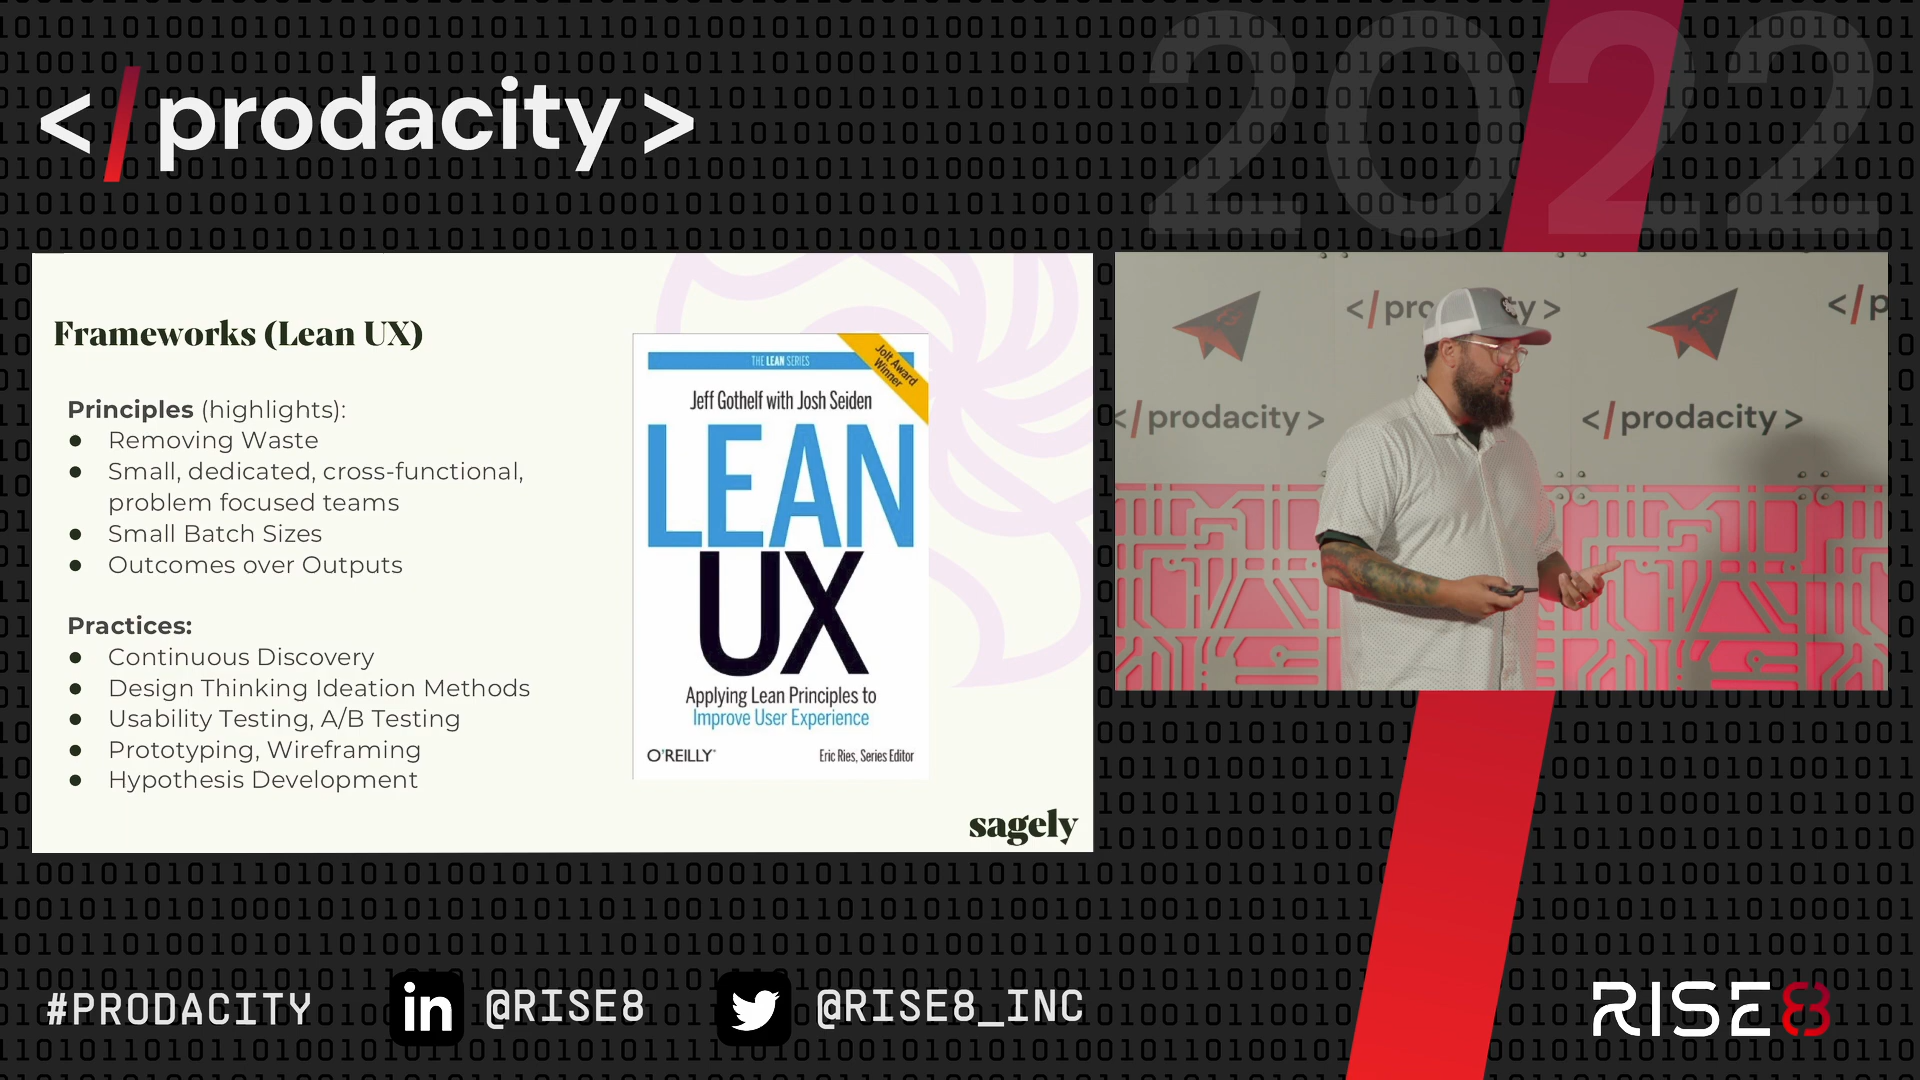 2022
</prodacity>
Frameworks (Lean UX)
Principles (highlights):
● Removing Waste
● Small, dedicated, cross-functional,
problem focused teams
● Small Batch Sizes
● Outcomes over Outputs
Practices:
● Continuous Discovery
● Design Thinking Ideation Methods
● Usability Testing, A/B Testing
● Prototyping, Wireframing
● Hypothesis Development
THE LEAN SERIES
Jolt Award
Winner
Jeff Gothelf with Josh Seiden
LEAN
UX
Applying Lean Principles to
Improve User Experience
O'REILLY®
Eric Ries, Series Editor
sagely
</prodacity>
</prodacity>
</prodacity>
#PRODACITY
in @RISE8
@RISE8_INC
RISE8